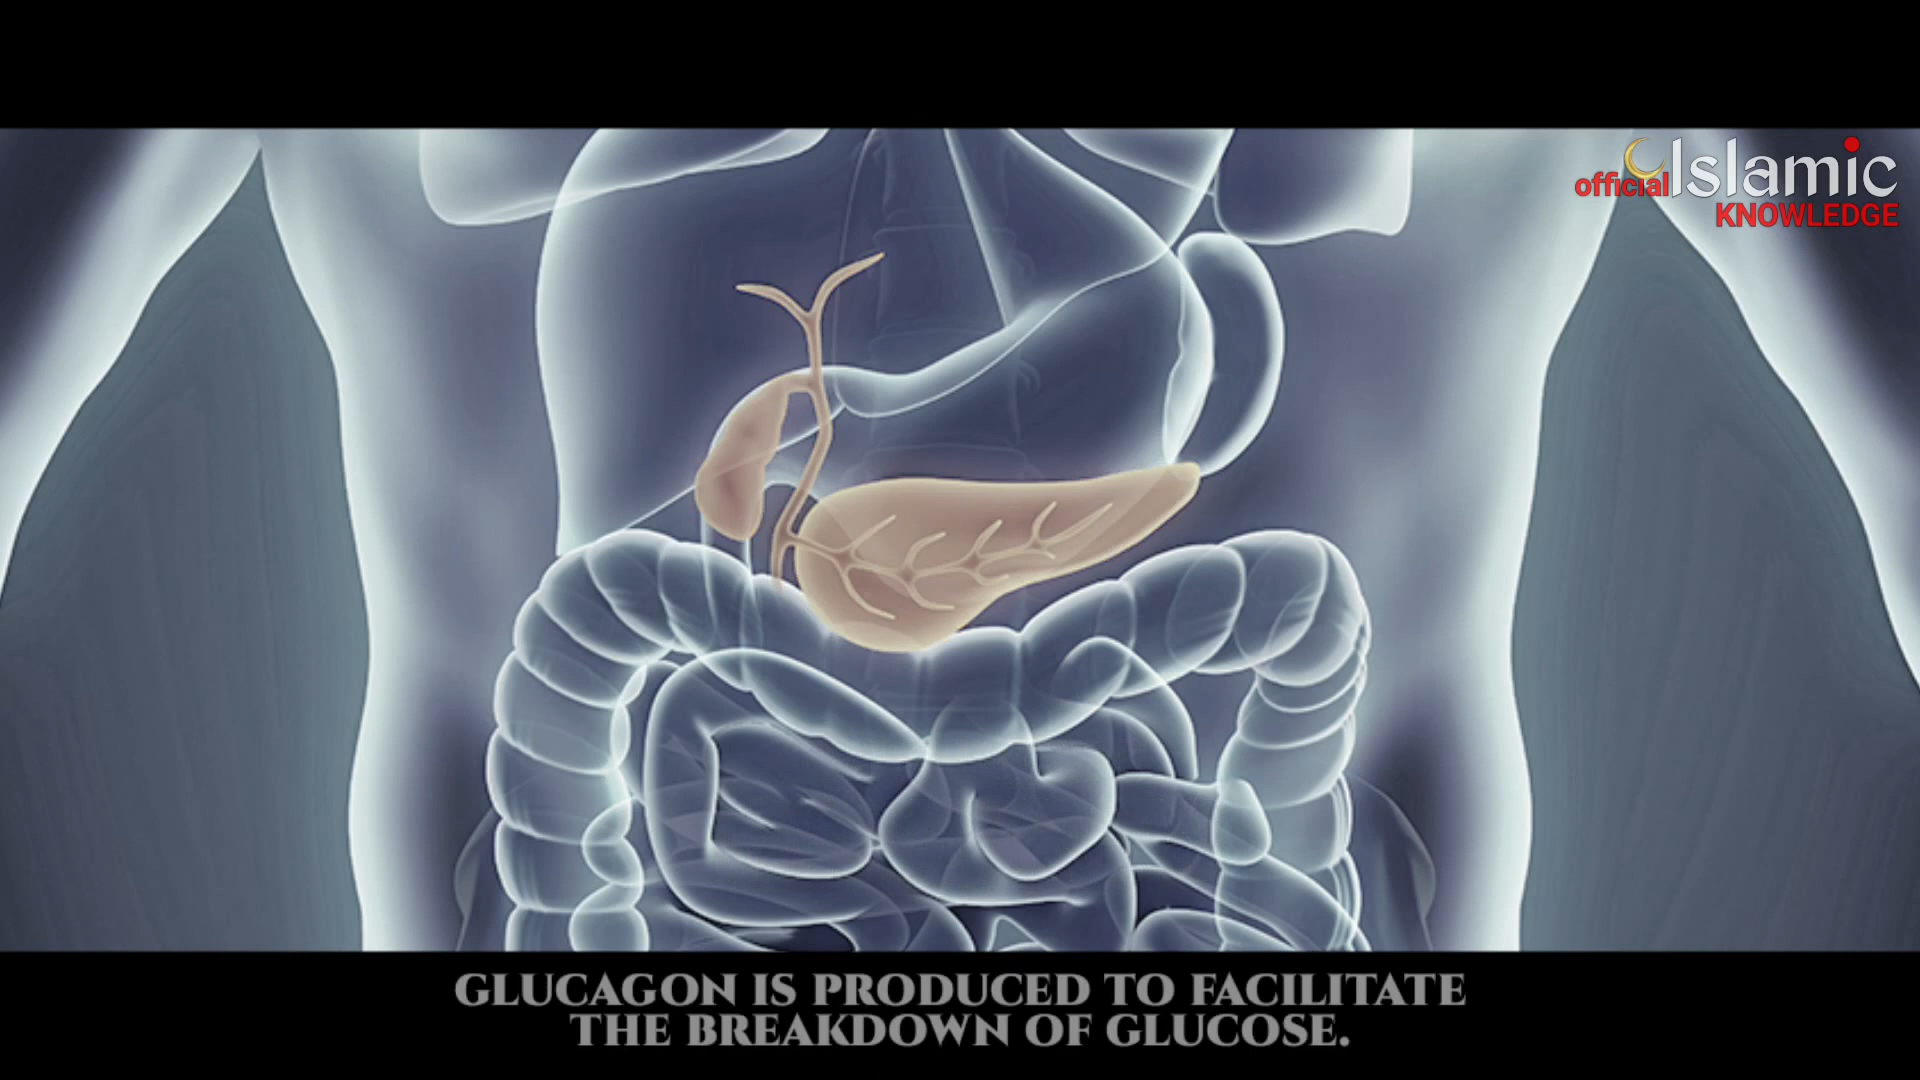 official Islamic
KNOWLEDGE
GLUCAGON IS PRODUCED TO FACILITATE
THE BREAKDOWN OF GLUCOSE.